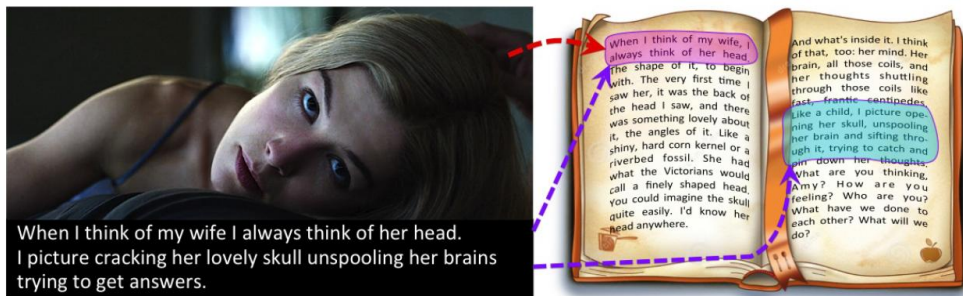 When I think of my wife I always think of her head.
I picture cracking her lovely skull unspooling her brains
trying to get answers.
When I think of my wife, I
always think of her head
The shape of it, to begin
with. The very first time I
saw her, it was the back of
the head I saw, and there
was something lovely about
it, the angles of it. Like a
shiny, hard corn kernel or a
riverbed fossil. She had
what the Victorians would
call a finely shaped head.
You could imagine the skull
quite easily. I'd know her
head anywhere.
And what's inside it. I think
of that, too: her mind. Her
brain, all those coils, and
her thoughts shuttling
through those coils like
fast, frantic centipedes.
Like a child, I picture ope-
ning her skull, unspooling
her brain and sifting thro-
ugh it, trying to catch and
pin down her thoughts.
What are you thinking,
Amy? How are you
feeling? Who are you?
What have we done to
each other? What will we
do?